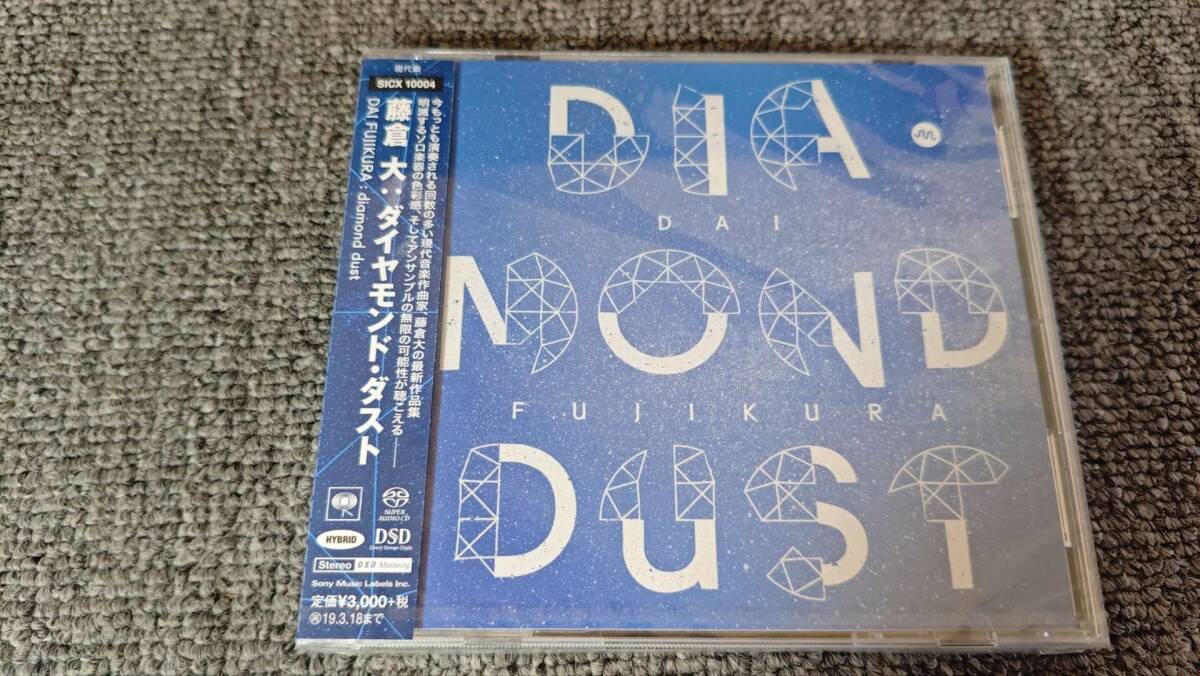 現代曲
SICX 10004
今もっとも演奏される回数の多い現代音楽作曲家、藤倉大の最新作品集
明滅するソロ楽器の色彩感、そしてアンサンブルの無限の可能性が聴こえる――
藤倉 大:ダイヤモンド・ダスト
DAI FUJIKURA : diamond dust
SUPER AUDIO CD
HYBRID
DSD
Direct Stream Digital
Stereo DSD Mastering
Sony Music Labels Inc.
定価¥3,000+税
19.3.18まで
DIA
DAI
MOND
FUJIKURA
DuST